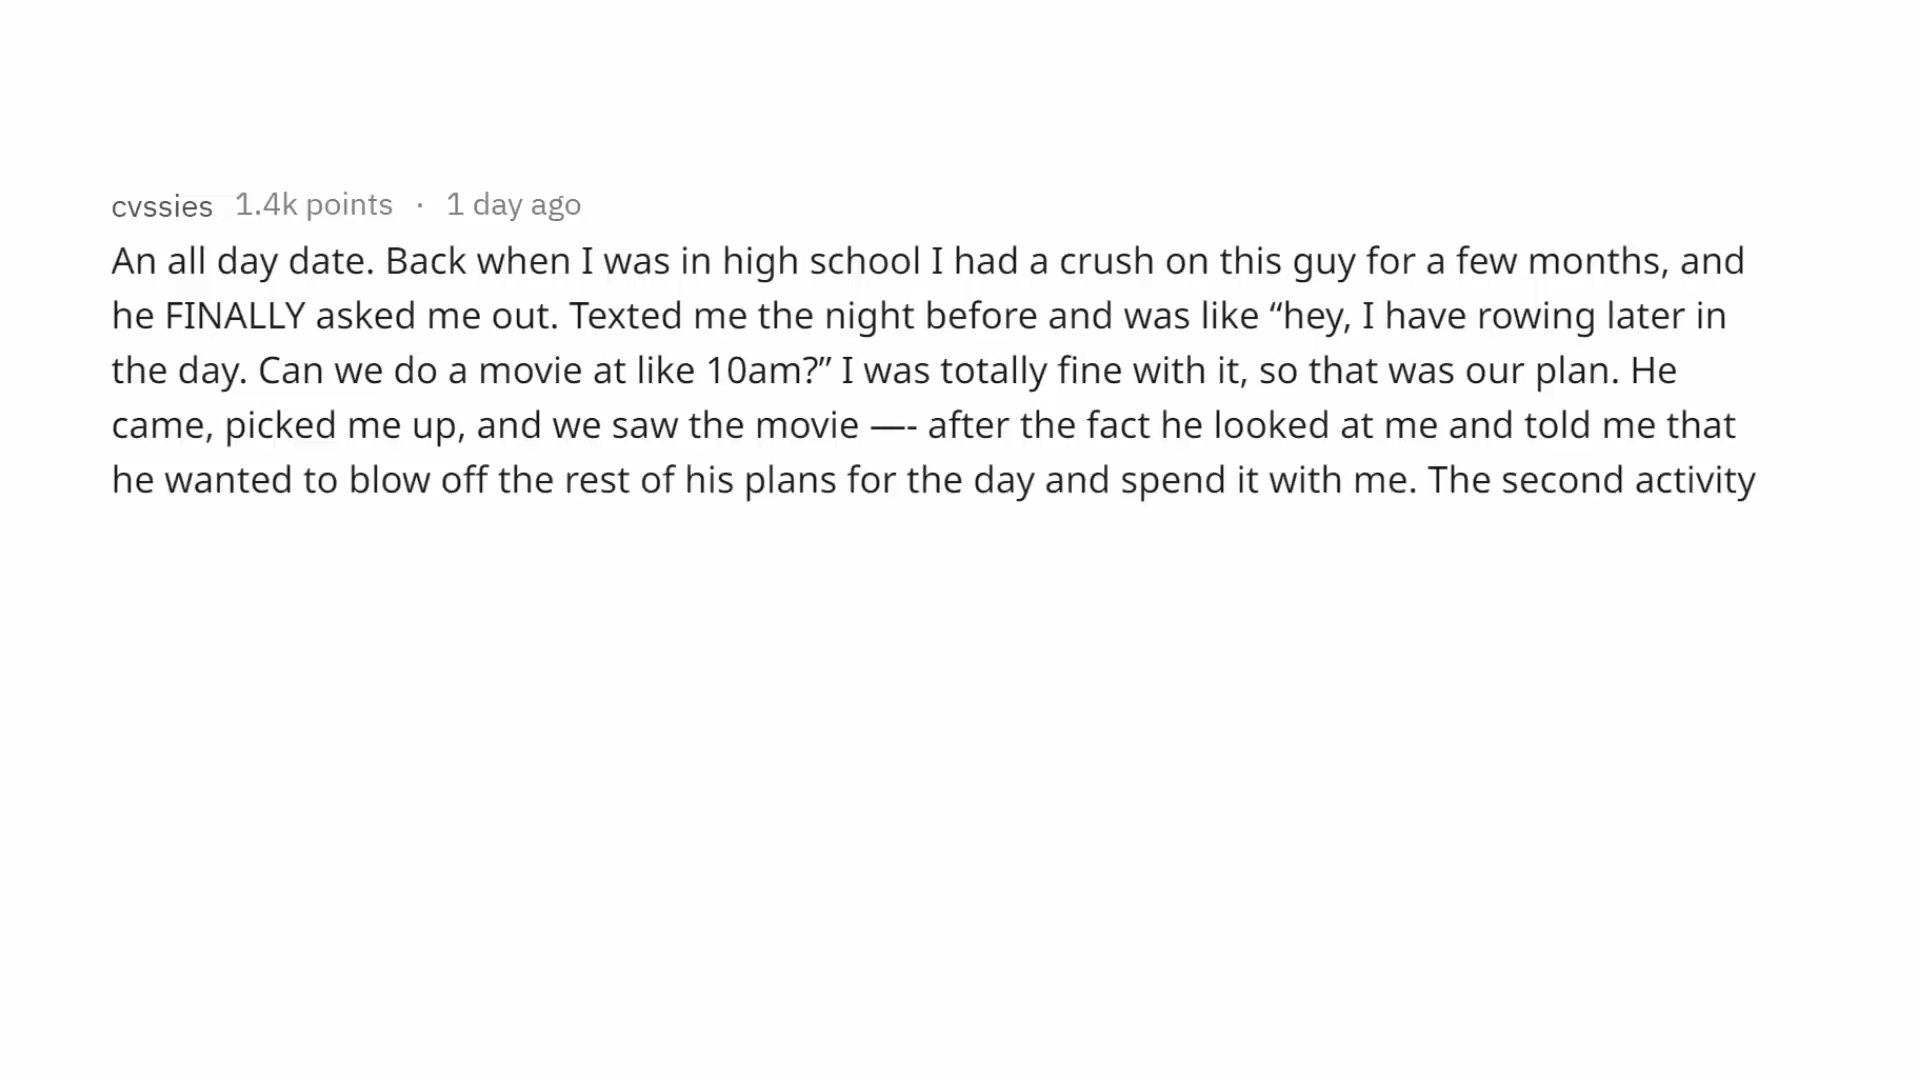 cvssies 1.4k points · 1 day ago
An all day date. Back when I was in high school I had a crush on this guy for a few months, and
he FINALLY asked me out. Texted me the night before and was like “hey, I have rowing later in
the day. Can we do a movie at like 10am?” I was totally fine with it, so that was our plan. He
came, picked me up, and we saw the movie —- after the fact he looked at me and told me that
he wanted to blow off the rest of his plans for the day and spend it with me. The second activity